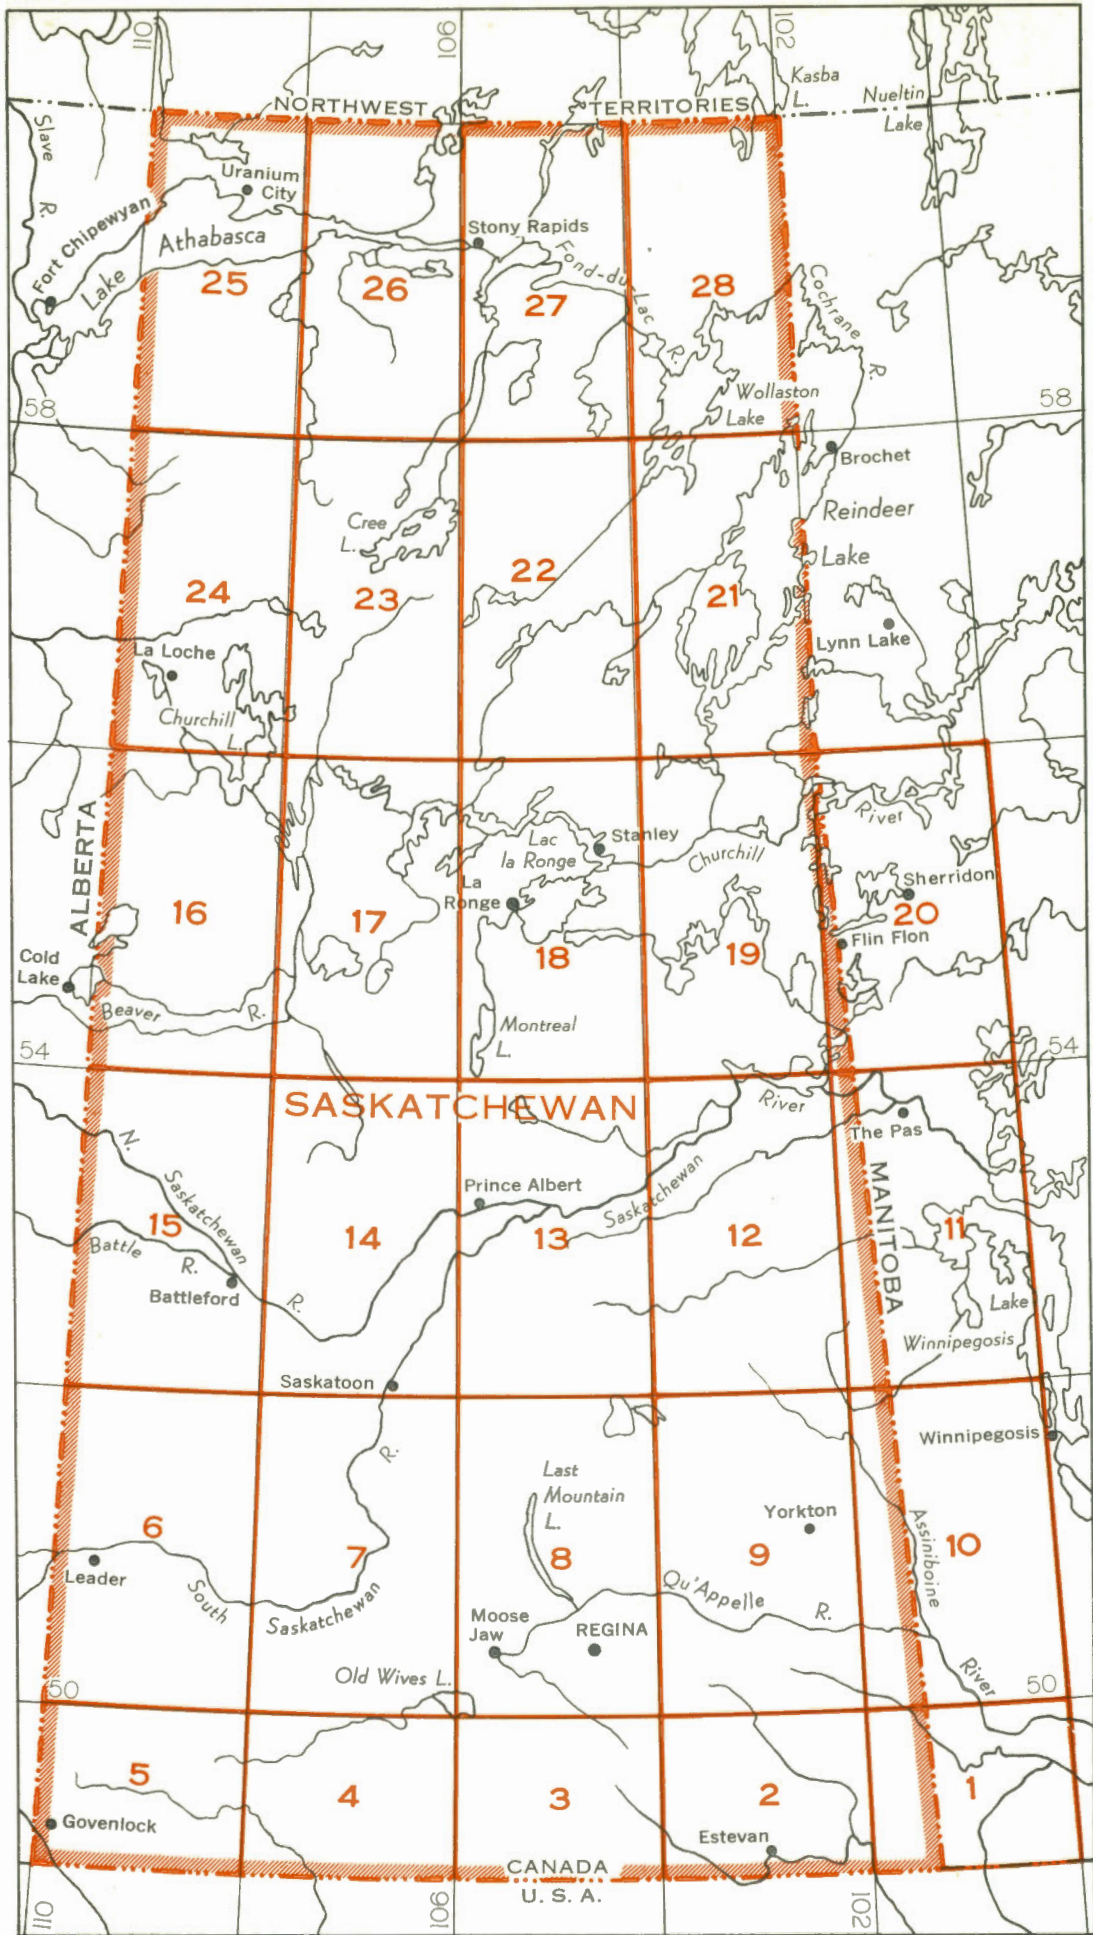 110
106
102
Kasba
L.
Nueltin
Lake
NORTHWEST
TERRITORIES
Slave
R.
Uranium
City
Fort Chipewyan
Lake
Athabasca
Stony Rapids
Fond-du-Lac
R.
Cochrane
R.
25
26
27
28
58
58
Wollaston
Lake
Brochet
Reindeer
Lake
Cree
L.
24
23
22
21
La Loche
Lynn Lake
Churchill
L.
ALBERTA
River
Lac
la Ronge
Stanley
Churchill
La
Ronge
Sherridon
16
17
18
19
20
Flin Flon
Cold
Lake
Beaver
R.
Montreal
L.
54
54
SASKATCHEWAN
River
The Pas
N.
Saskatchewan
Prince Albert
Saskatchewan
MANITOBA
15
14
13
12
11
Battle
R.
Battleford
R.
Lake
Winnipegosis
Saskatoon
Winnipegosis
R.
Last
Mountain
L.
Yorkton
6
7
8
9
10
Assiniboine
Leader
South
Saskatchewan
Qu'Appelle
R.
Moose
Jaw
REGINA
Old Wives L.
River
50
50
5
4
3
2
1
Govenlock
Estevan
CANADA
U. S. A.
110
106
102